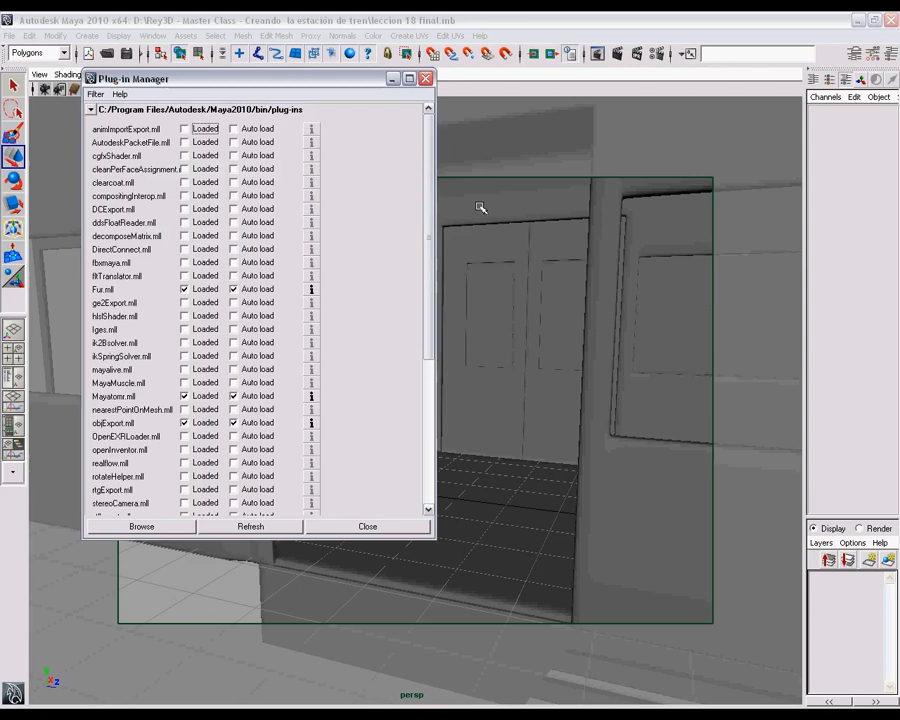 Autodesk Maya 2010 x64: D:\Rey3D - Master Class - Creando la estación de tren\leccion 18 final.mb
File Edit Modify Create Display Window Assets Select Mesh Edit Mesh Proxy Normals Color Create UVs Edit UVs Help
Polygons
View Shading
Plug-in Manager
Filter Help
C:/Program Files/Autodesk/Maya2010/bin/plug-ins
animImportExport.mll Loaded Auto load i
AutodeskPacketFile.mll Loaded Auto load i
cgfxShader.mll Loaded Auto load i
cleanPerFaceAssignment. Loaded Auto load i
clearcoat.mll Loaded Auto load i
compositingInterop.mll Loaded Auto load i
DCExport.mll Loaded Auto load i
ddsFloatReader.mll Loaded Auto load i
decomposeMatrix.mll Loaded Auto load i
DirectConnect.mll Loaded Auto load i
fbxmaya.mll Loaded Auto load i
fltTranslator.mll Loaded Auto load i
Fur.mll Loaded Auto load i
ge2Export.mll Loaded Auto load i
hlslShader.mll Loaded Auto load i
Iges.mll Loaded Auto load i
ik2Bsolver.mll Loaded Auto load i
ikSpringSolver.mll Loaded Auto load i
mayalive.mll Loaded Auto load i
MayaMuscle.mll Loaded Auto load i
Mayatomr.mll Loaded Auto load i
nearestPointOnMesh.mll Loaded Auto load i
objExport.mll Loaded Auto load i
OpenEXRLoader.mll Loaded Auto load i
openInventor.mll Loaded Auto load i
realflow.mll Loaded Auto load i
rotateHelper.mll Loaded Auto load i
rtgExport.mll Loaded Auto load i
stereoCamera.mll Loaded Auto load i
Browse Refresh Close
Channels Edit Object
Display Render
Layers Options Help
persp
<< >>